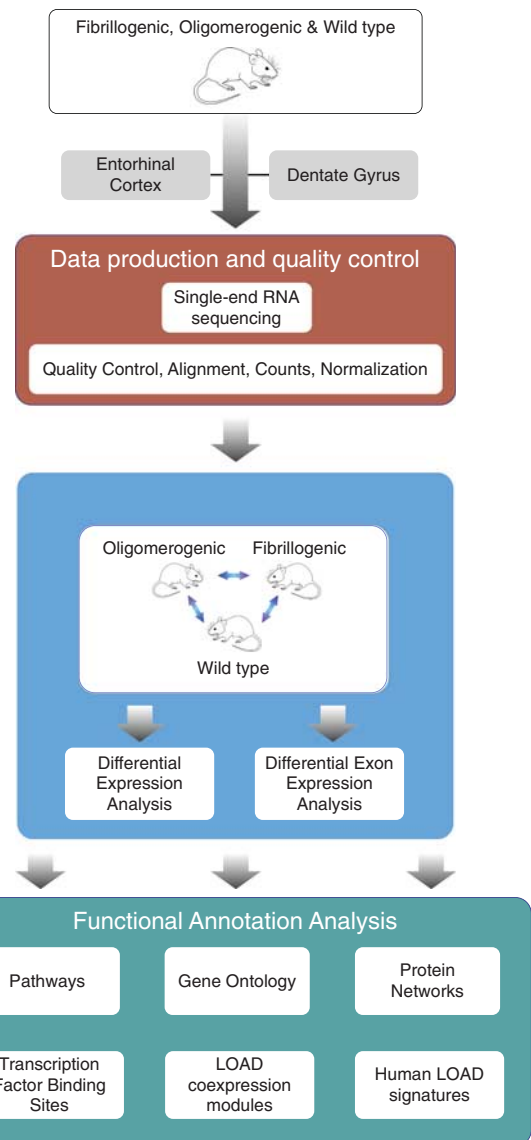 Fibrillogenic, Oligomerogenic & Wild type
Entorhinal
Cortex
Dentate Gyrus
Data production and quality control
Single-end RNA
sequencing
Quality Control, Alignment, Counts, Normalization
Oligomerogenic
Fibrillogenic
Wild type
Differential
Expression
Analysis
Differential Exon
Expression
Analysis
Functional Annotation Analysis
Pathways
Gene Ontology
Protein
Networks
Transcription
Factor Binding
Sites
LOAD
coexpression
modules
Human LOAD
signatures